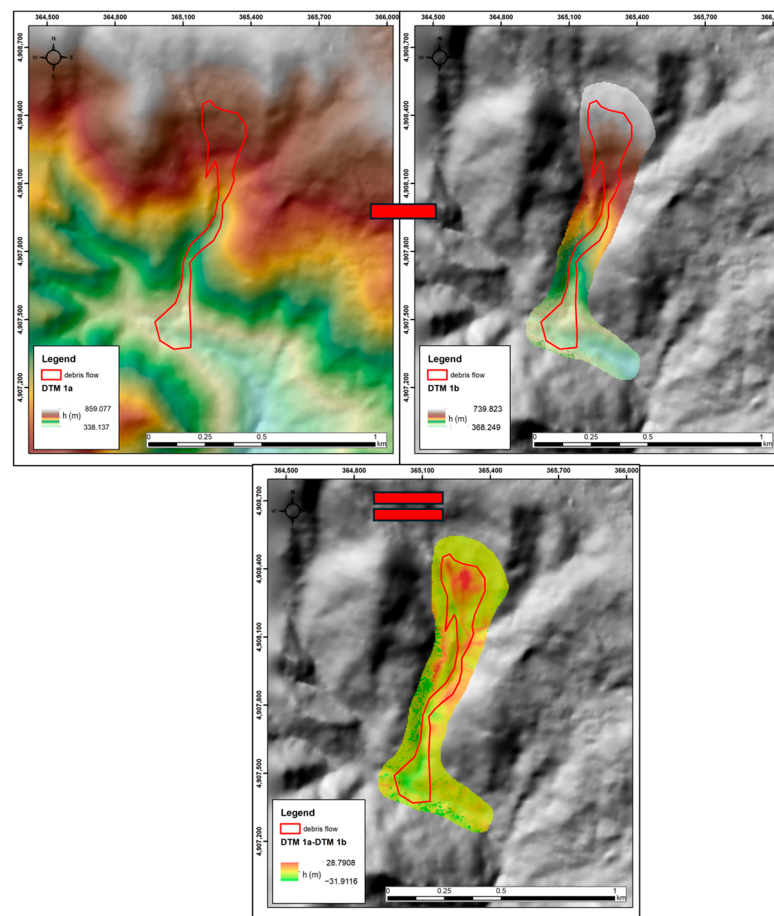 364,500 364,800 365,100 365,400 365,700 366,000
4,908,700
4,908,400
4,908,100
4,907,800
4,907,500
4,907,200
N
W E
S
Legend
debris flow
DTM 1a
859.077
h (m)
338.137
0 0.25 0.5 1
km
364,500 364,800 365,100 365,400 365,700 366,000
4,908,700
4,908,400
4,908,100
4,907,800
4,907,500
4,907,200
N
W E
S
Legend
debris flow
DTM 1b
739.823
h (m)
368.249
0 0.25 0.5 1
km
364,500 364,800 365,100 365,400 365,700 366,000
4,908,700
4,908,400
4,908,100
4,907,800
4,907,500
4,907,200
N
W
Legend
debris flow
DTM 1a-DTM 1b
28.7908
h (m)
−31.9116
0 0.25 0.5 1
km